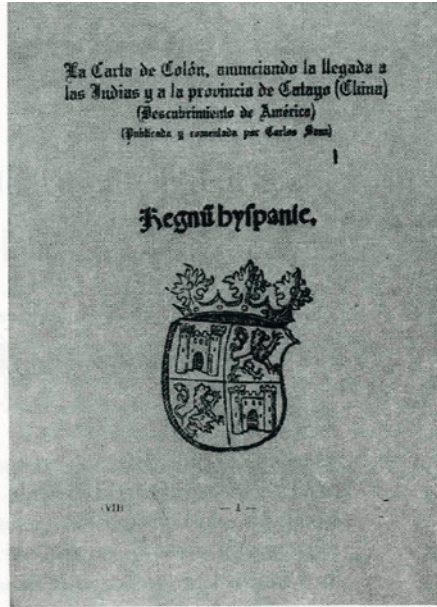 La Carta de Colón, anunciando la llegada a
las Indias y a la provincia de Catayo (China)
(Descubrimiento de América)
(Publicada y comentada por Carlos Sanz)
Regnū hyſpanie.
(VII) — 1 —